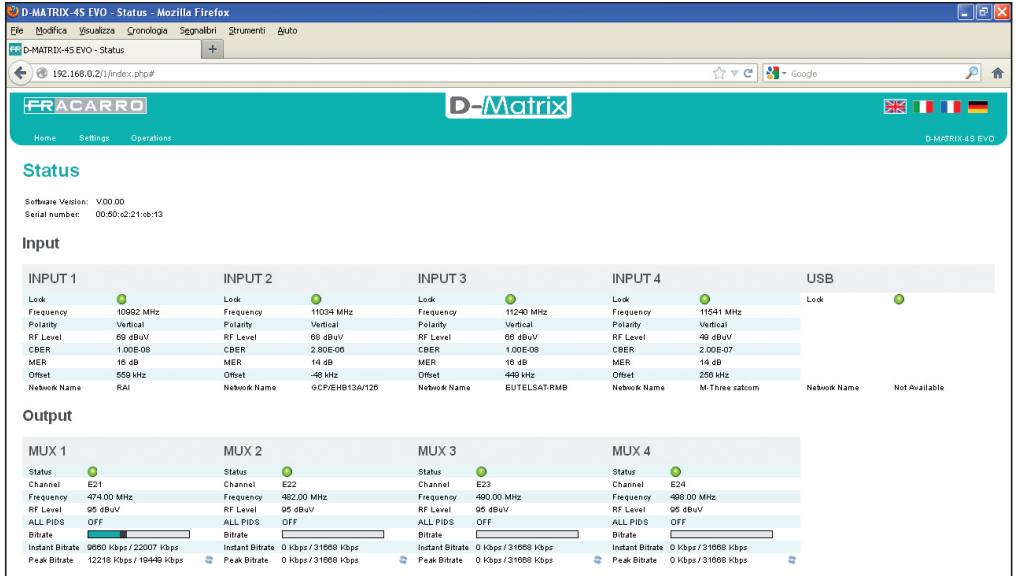 D-MATRIX-4S EVO - Status - Mozilla Firefox
File Modifica Visualizza Cronologia Segnalibri Strumenti Aiuto
FR D-MATRIX-4S EVO - Status +
192.168.0.2/1/index.php# Google
FRACARRO D-Matrix
Home Settings Operations D-MATRIX-4S EVO
Status
Software Version: V.00.00
Serial number: 00:50:c2:21:cb:13
Input
INPUT 1 INPUT 2 INPUT 3 INPUT 4 USB
Lock Lock Lock Lock Lock
Frequency 10992 MHz Frequency 11034 MHz Frequency 11240 MHz Frequency 11541 MHz
Polarity Vertical Polarity Vertical Polarity Vertical Polarity Vertical
RF Level 69 dBuV RF Level 68 dBuV RF Level 66 dBuV RF Level 49 dBuV
CBER 1.00E-08 CBER 2.80E-06 CBER 1.00E-08 CBER 2.00E-07
MER 16 dB MER 14 dB MER 16 dB MER 14 dB
Offset 559 kHz Offset -48 kHz Offset 449 kHz Offset 256 kHz
Network Name RAI Network Name GCP/EHB13A/126 Network Name EUTELSAT-RMB Network Name M-Three satcom Network Name Not Available
Output
MUX 1 MUX 2 MUX 3 MUX 4
Status Status Status Status
Channel E21 Channel E22 Channel E23 Channel E24
Frequency 474.00 MHz Frequency 482.00 MHz Frequency 490.00 MHz Frequency 498.00 MHz
RF Level 95 dBuV RF Level 95 dBuV RF Level 95 dBuV RF Level 95 dBuV
ALL PIDS OFF ALL PIDS OFF ALL PIDS OFF ALL PIDS OFF
Bitrate Bitrate Bitrate Bitrate
Instant Bitrate 9660 Kbps / 22007 Kbps Instant Bitrate 0 Kbps / 31668 Kbps Instant Bitrate 0 Kbps / 31668 Kbps Instant Bitrate 0 Kbps / 31668 Kbps
Peak Bitrate 12218 Kbps / 19449 Kbps Peak Bitrate 0 Kbps / 31668 Kbps Peak Bitrate 0 Kbps / 31668 Kbps Peak Bitrate 0 Kbps / 31668 Kbps